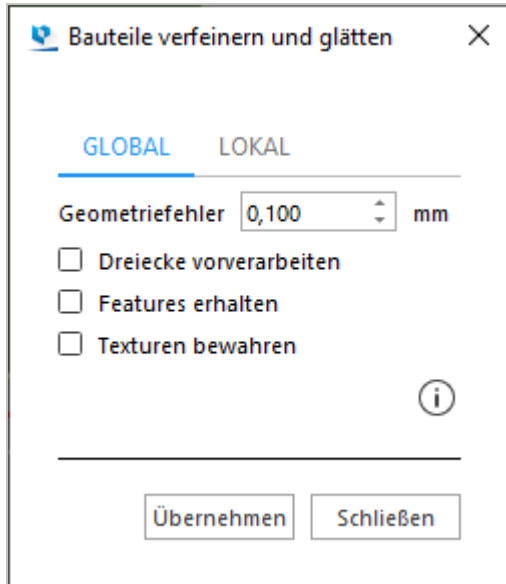 Bauteile verfeinern und glätten
GLOBAL LOKAL
Geometriefehler 0,100 mm
Dreiecke vorverarbeiten
Features erhalten
Texturen bewahren
Übernehmen Schließen